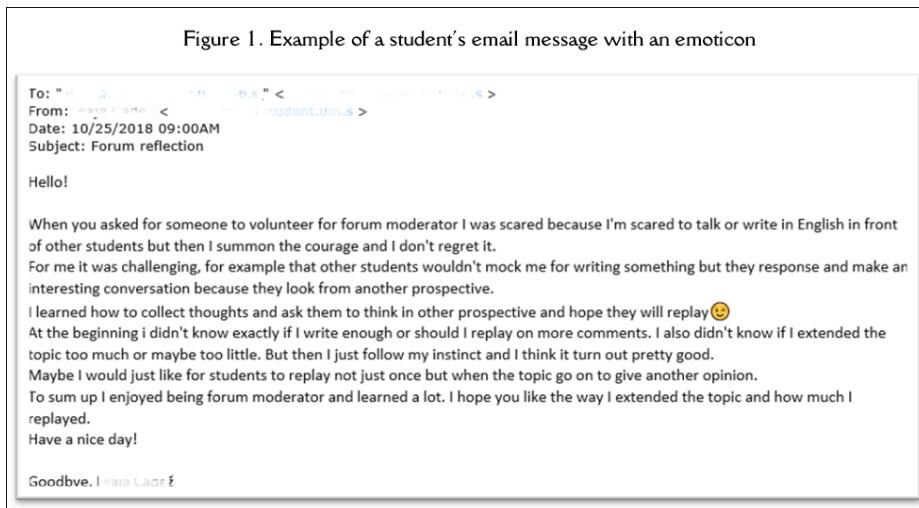 Figure 1. Example of a student's email message with an emoticon
To: " " < >
From: < >
Date: 10/25/2018 09:00AM
Subject: Forum reflection
Hello!
When you asked for someone to volunteer for forum moderator I was scared because I'm scared to talk or write in English in front
of other students but then I summon the courage and I don't regret it.
For me it was challenging, for example that other students wouldn't mock me for writing something but they response and make an
interesting conversation because they look from another prospective.
I learned how to collect thoughts and ask them to think in other prospective and hope they will replay😉
At the beginning i didn't know exactly if I write enough or should I replay on more comments. I also didn't know if I extended the
topic too much or maybe too little. But then I just follow my instinct and I think it turn out pretty good.
Maybe I would just like for students to replay not just once but when the topic go on to give another opinion.
To sum up I enjoyed being forum moderator and learned a lot. I hope you like the way I extended the topic and how much I
replayed.
Have a nice day!
Goodbye.